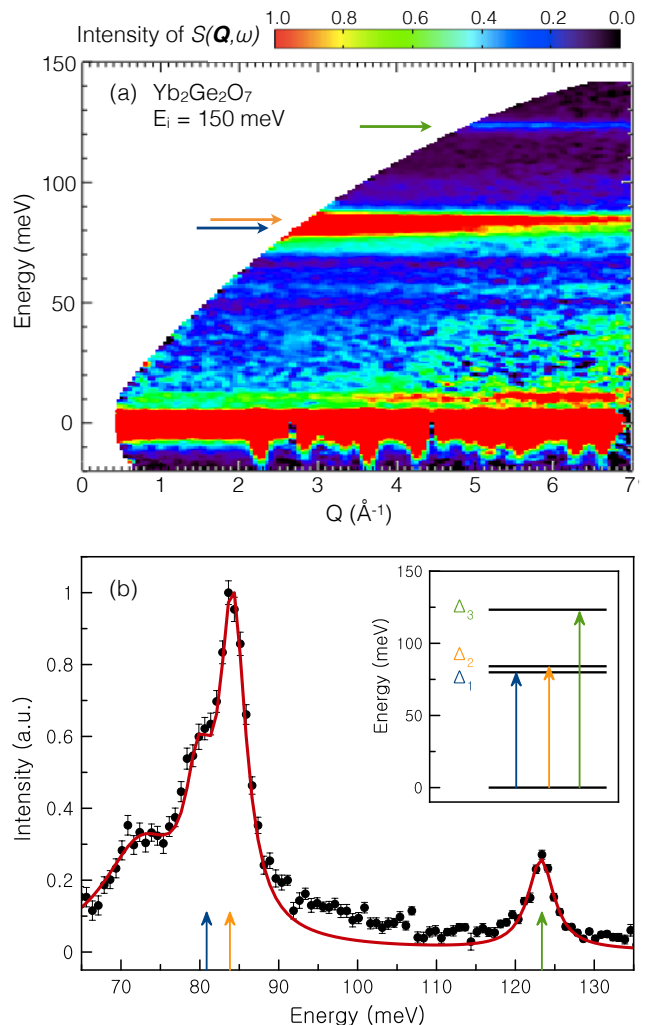 Intensity of S(Q,ω)
1.0 0.8 0.6 0.4 0.2 0.0
(a) Yb₂Ge₂O₇
Eᵢ = 150 meV
150
100
50
0
Energy (meV)
0 1 2 3 4 5 6 7
Q (Å⁻¹)
(b)
1
0.8
0.6
0.4
0.2
0
Intensity (a.u.)
150
100
50
0
Energy (meV)
Δ₃
Δ₂
Δ₁
70 80 90 100 110 120 130
Energy (meV)